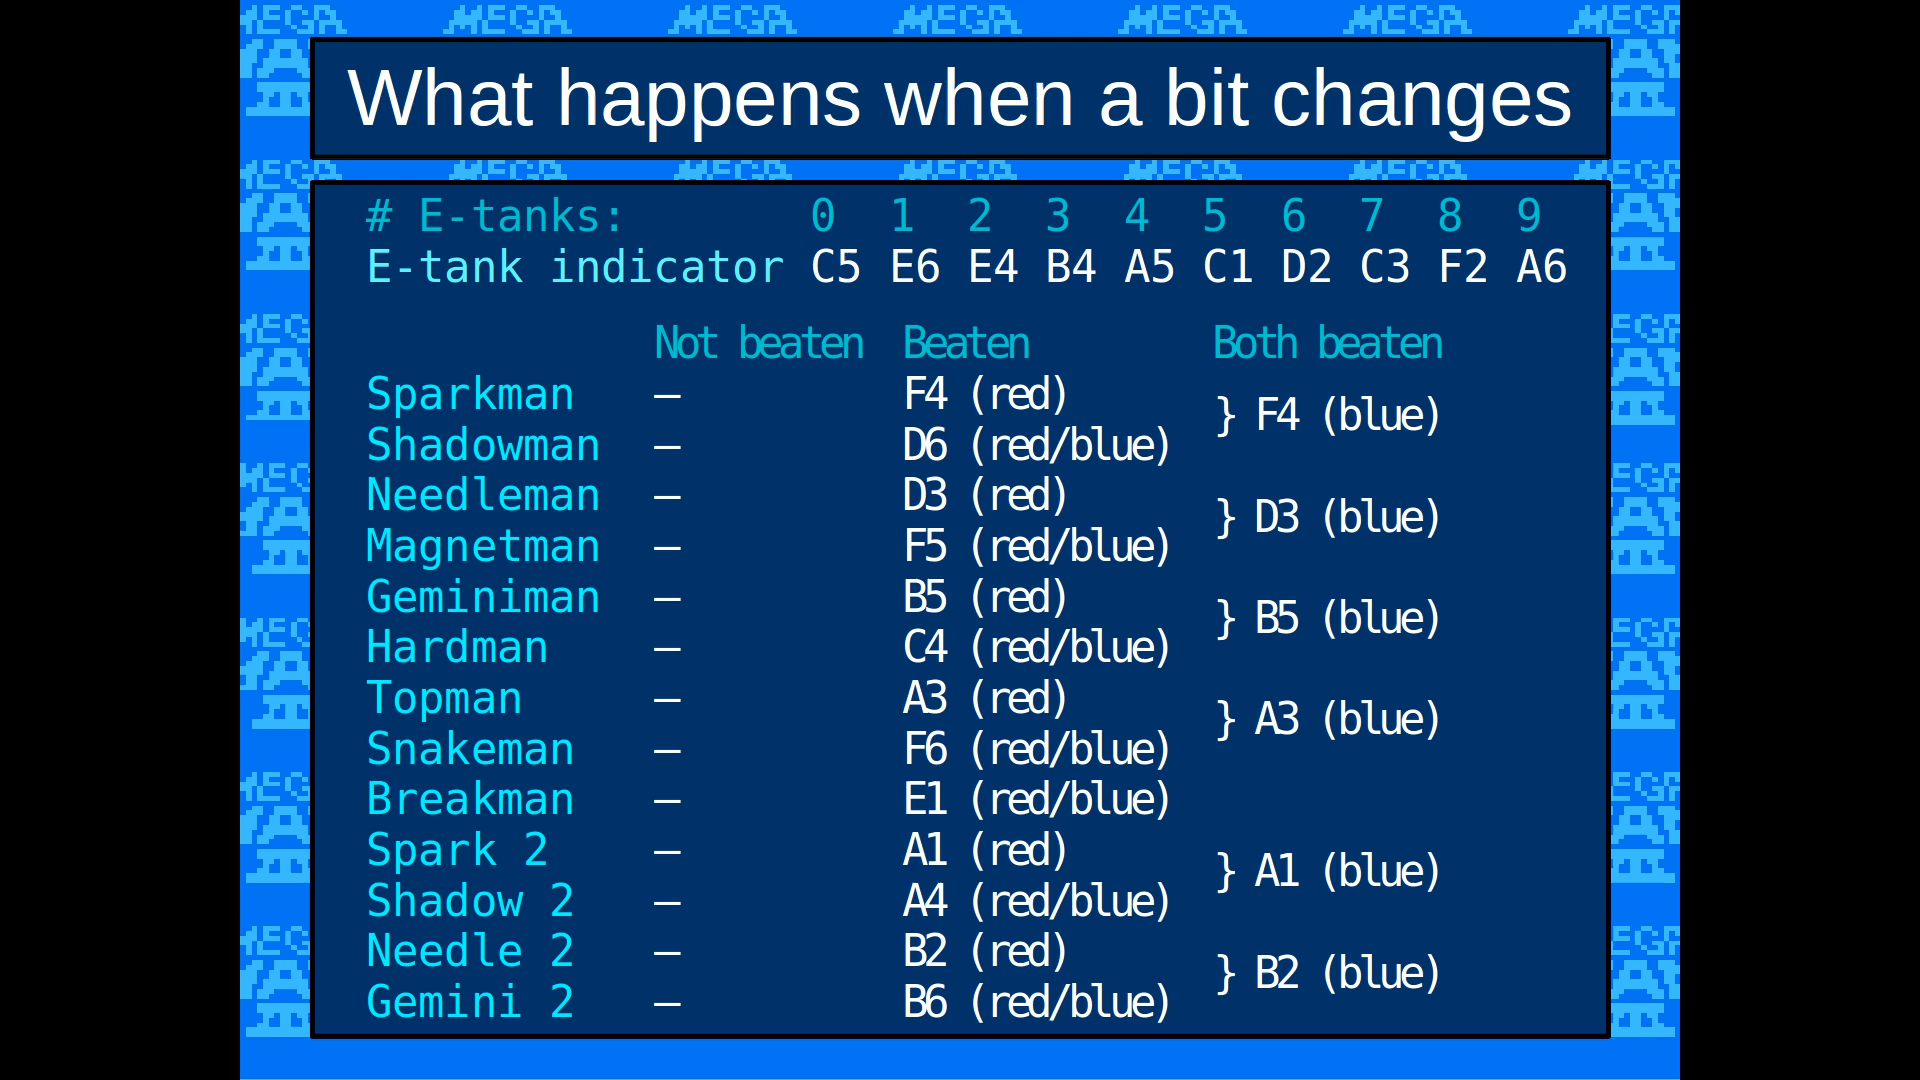 What happens when a bit changes
# E-tanks: 0 1 2 3 4 5 6 7 8 9
E-tank indicator C5 E6 E4 B4 A5 C1 D2 C3 F2 A6
Not beaten Beaten Both beaten
Sparkman – F4 (red)
} F4 (blue)
Shadowman – D6 (red/blue)
Needleman – D3 (red)
} D3 (blue)
Magnetman – F5 (red/blue)
Geminiman – B5 (red)
} B5 (blue)
Hardman – C4 (red/blue)
Topman – A3 (red)
} A3 (blue)
Snakeman – F6 (red/blue)
Breakman – E1 (red/blue)
Spark 2 – A1 (red)
} A1 (blue)
Shadow 2 – A4 (red/blue)
Needle 2 – B2 (red)
} B2 (blue)
Gemini 2 – B6 (red/blue)